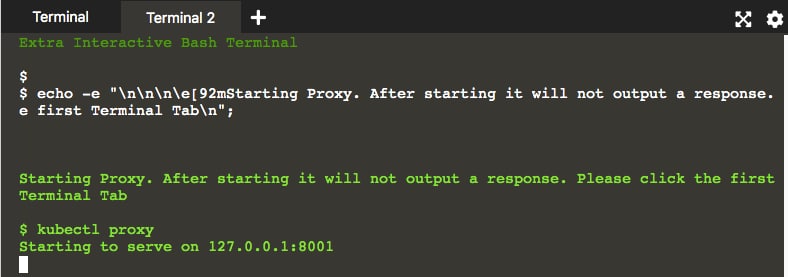 Terminal Terminal 2 +
Extra Interactive Bash Terminal
$
$ echo -e "\n\n\n\e[92mStarting Proxy. After starting it will not output a response.
e first Terminal Tab\n";
Starting Proxy. After starting it will not output a response. Please click the first
Terminal Tab
$ kubectl proxy
Starting to serve on 127.0.0.1:8001